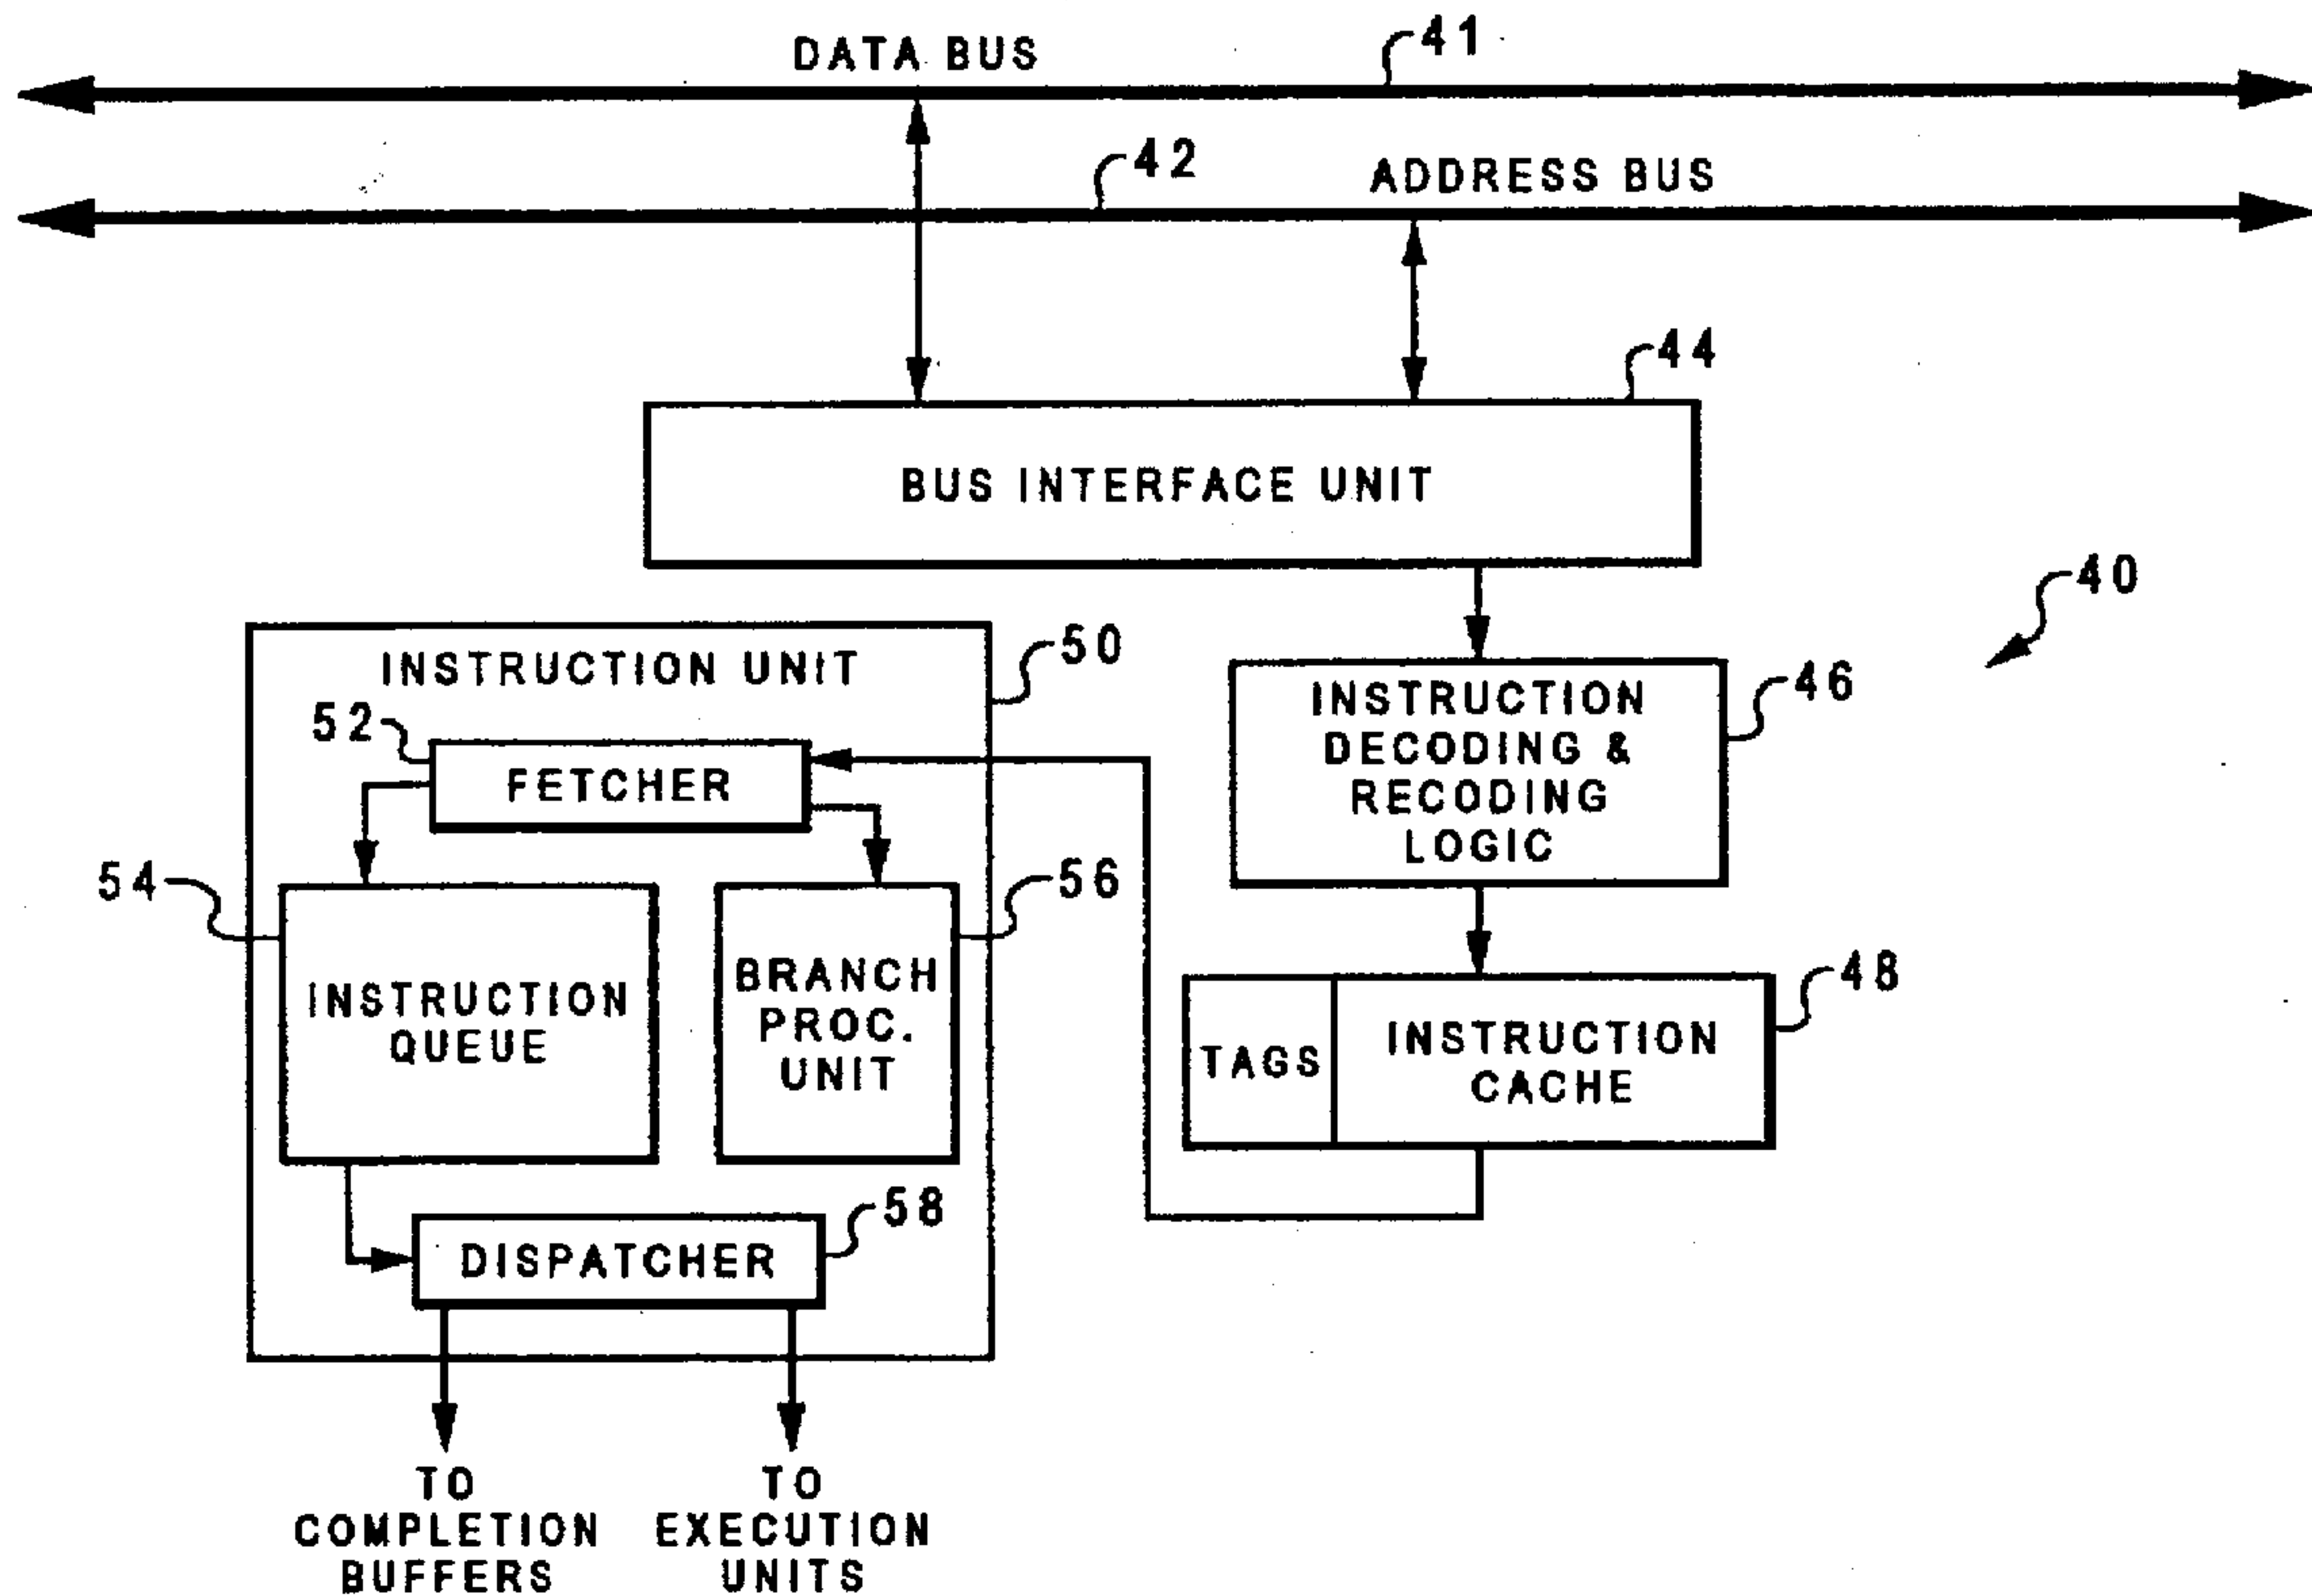 DATA BUS
41
42
ADDRESS BUS
44
BUS INTERFACE UNIT
40
INSTRUCTION UNIT
50
52
FETCHER
INSTRUCTION
DECODING &
RECODING
LOGIC
46
54
56
INSTRUCTION
QUEUE
BRANCH
PROC.
UNIT
48
TAGS
INSTRUCTION
CACHE
58
DISPATCHER
TO
COMPLETION
BUFFERS
TO
EXECUTION
UNITS